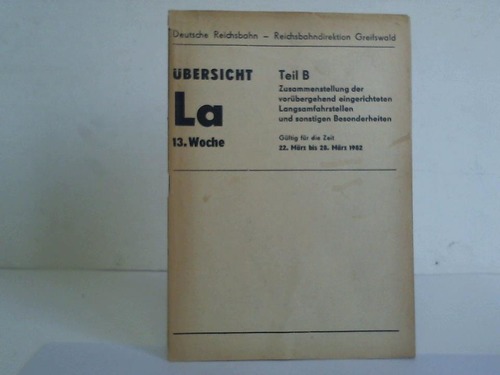 Deutsche Reichsbahn – Reichsbahndirektion Greifswald
ÜBERSICHT
La
13. Woche
Teil B
Zusammenstellung der
vorübergehend eingerichteten
Langsamfahrstellen
und sonstigen Besonderheiten
Gültig für die Zeit
22. März bis 28. März 1982